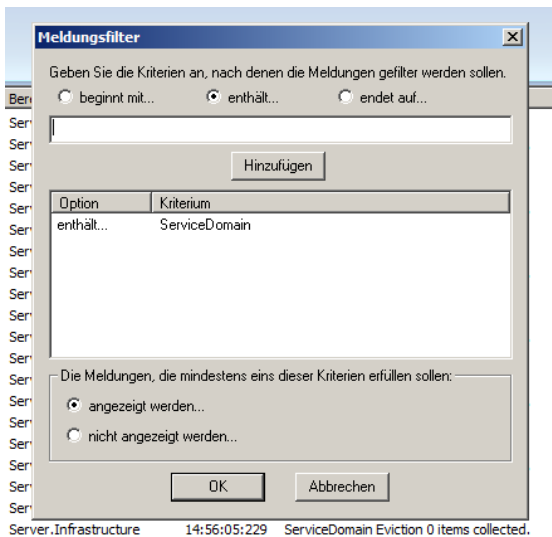 Meldungsfilter
Geben Sie die Kriterien an, nach denen die Meldungen gefilter werden sollen.
beginnt mit... enthält... endet auf...
Hinzufügen
Option Kriterium
enthält... ServiceDomain
Die Meldungen, die mindestens eins dieser Kriterien erfüllen sollen:
angezeigt werden...
nicht angezeigt werden...
OK Abbrechen
Server.Infrastructure 14:56:05:229 ServiceDomain Eviction 0 items collected.